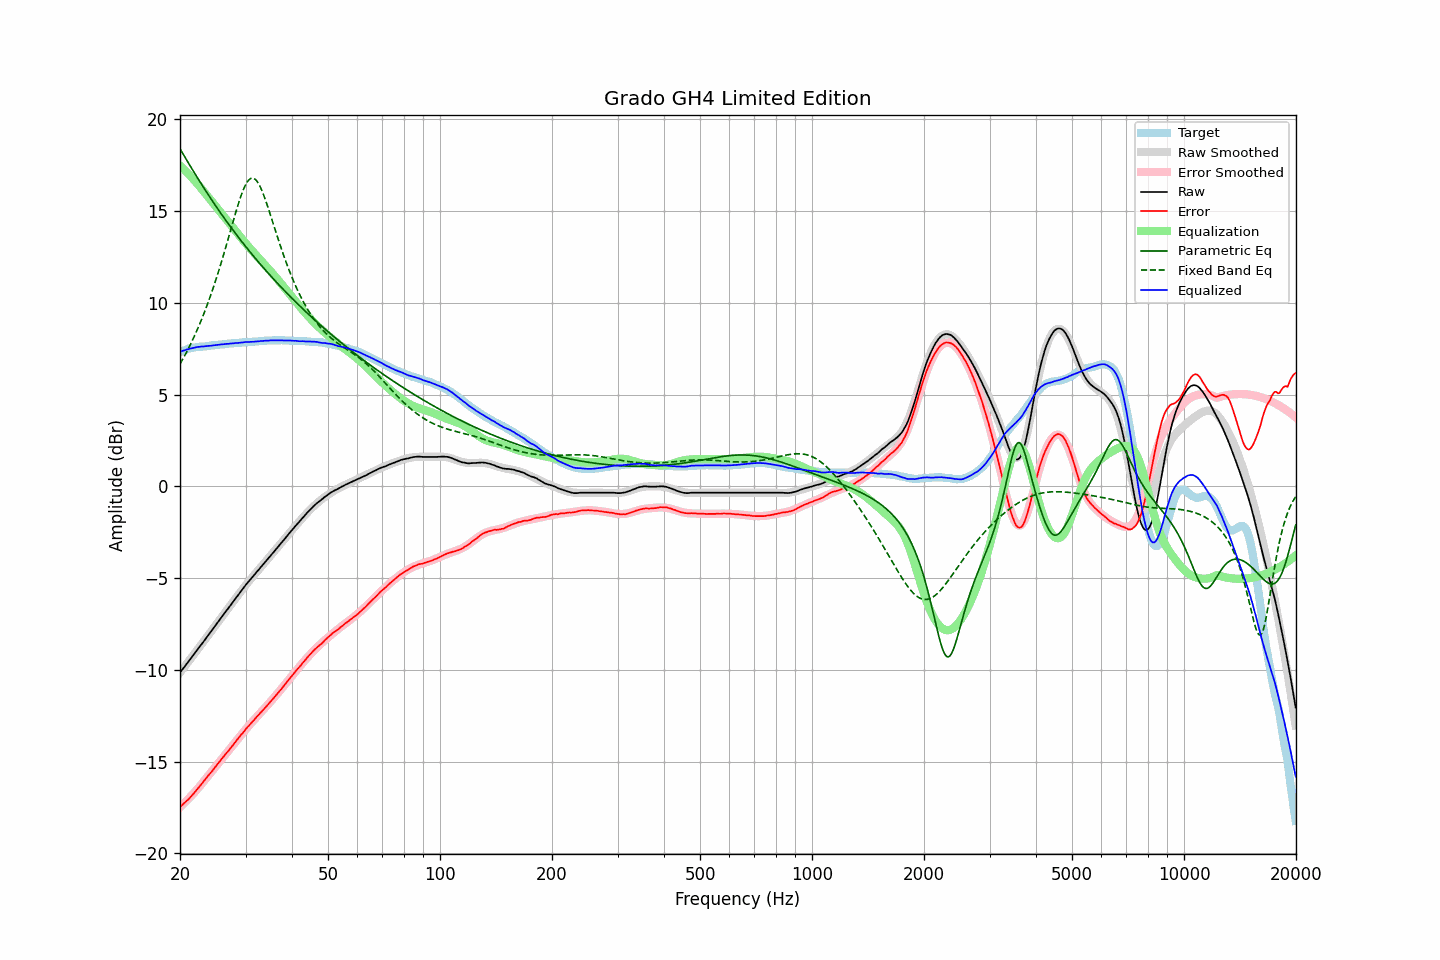 Grado GH4 Limited Edition
20
15
10
5
0
−5
−10
−15
−20
Amplitude (dBr)
Target
Raw Smoothed
Error Smoothed
Raw
Error
Equalization
Parametric Eq
Fixed Band Eq
Equalized
20 50 100 200 500 1000 2000 5000 10000 20000
Frequency (Hz)